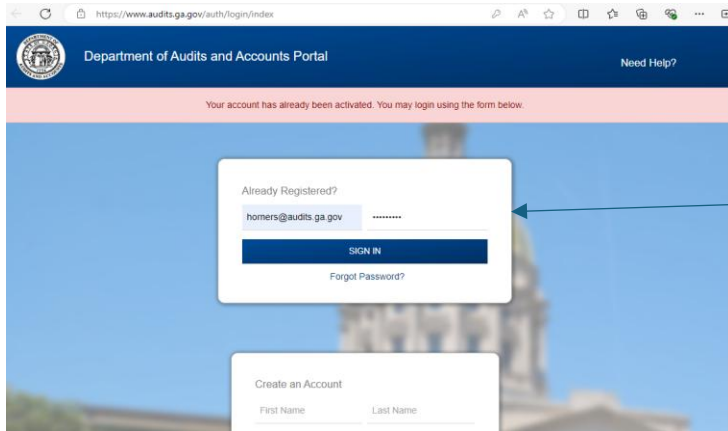 https://www.audits.ga.gov/auth/login/index
Department of Audits and Accounts Portal
Need Help?
Your account has already been activated. You may login using the form below.
Already Registered?
homers@audits.ga.gov ·········
SIGN IN
Forgot Password?
Create an Account
First Name Last Name